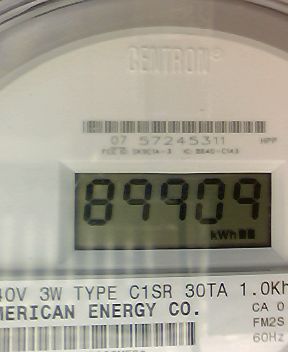 CENTRON®
07 57245311 HPP
89909
kWh
40V 3W TYPE C1SR 30TA 1.0Kh
MERICAN ENERGY CO.
CA 0
FM2S
60Hz